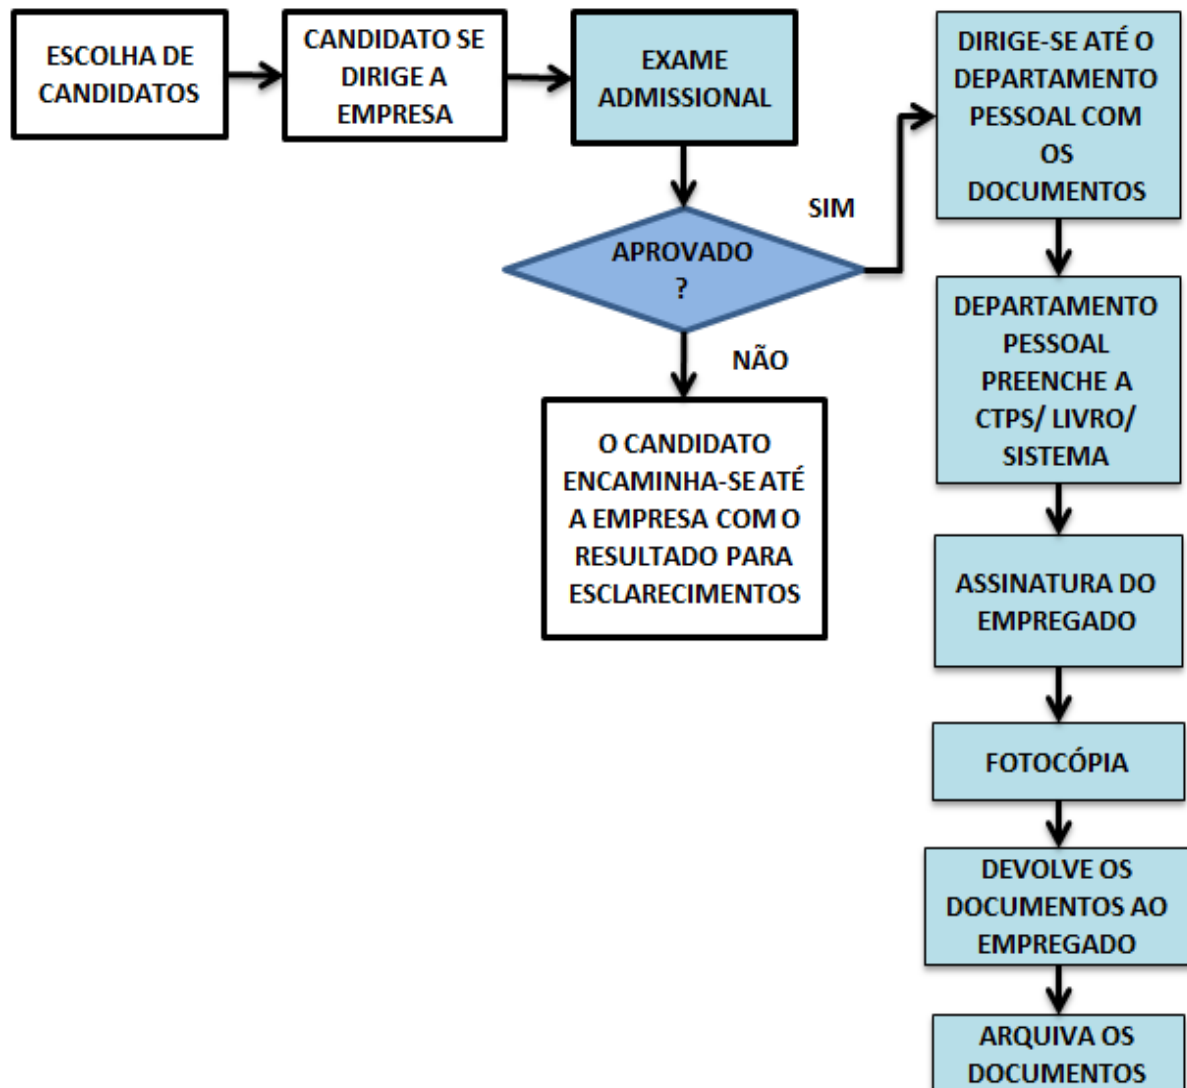 ESCOLHA DE
CANDIDATOS
CANDIDATO SE
DIRIGE A
EMPRESA
EXAME
ADMISSIONAL
APROVADO
?
SIM
NÃO
O CANDIDATO
ENCAMINHA-SE ATÉ
A EMPRESA COM O
RESULTADO PARA
ESCLARECIMENTOS
DIRIGE-SE ATÉ O
DEPARTAMENTO
PESSOAL COM
OS
DOCUMENTOS
DEPARTAMENTO
PESSOAL
PREENCHE A
CTPS/ LIVRO/
SISTEMA
ASSINATURA DO
EMPREGADO
FOTOCÓPIA
DEVOLVE OS
DOCUMENTOS AO
EMPREGADO
ARQUIVA OS
DOCUMENTOS